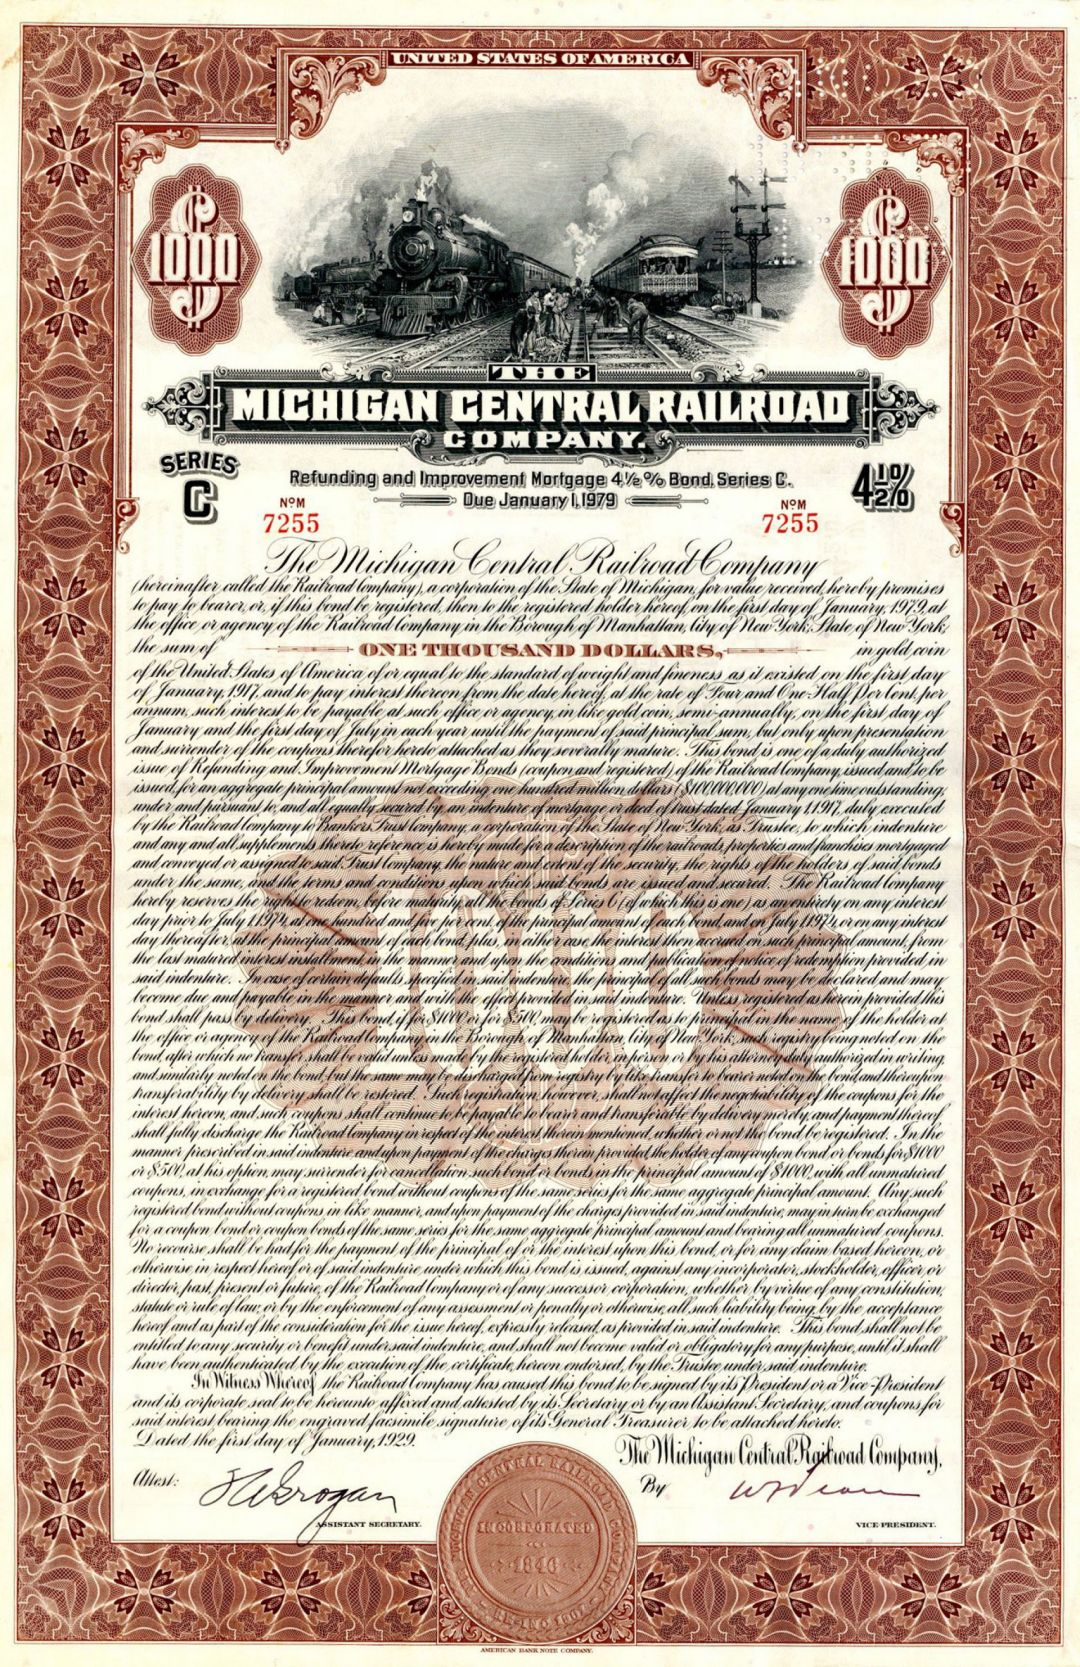 UNITED STATES OF AMERICA
1000
1000
THE
MICHIGAN CENTRAL RAILROAD
COMPANY.
SERIES
C
Refunding and Improvement Mortgage 4½% Bond, Series C.
Due January 1, 1979
4½%
NºM
7255
NºM
7255
The Michigan Central Railroad Company
(hereinafter called the Railroad Company), a corporation of the State of Michigan, for value received, hereby promises
to pay to bearer, or, if this bond be registered, then to the registered holder hereof, on the first day of January, 1979, at
the office or agency of the Railroad Company in the Borough of Manhattan, City of New York, State of New York,
the sum of ONE THOUSAND DOLLARS, in gold coin
of the United States of America of or equal to the standard of weight and fineness as it existed on the first day
of January, 1917, and to pay interest thereon from the date hereof, at the rate of Four and One-Half Per Cent. per
annum, such interest to be payable at such office or agency, in like gold coin, semi-annually, on the first day of
January and the first day of July in each year until the payment of said principal sum, but only upon presentation
and surrender of the coupons therefor hereto attached as they severally mature. This bond is one of a duly authorized
issue of Refunding and Improvement Mortgage Bonds (coupon and registered) of the Railroad Company, issued and to be
issued, for an aggregate principal amount not exceeding one hundred million dollars ($100,000,000) at any one time outstanding,
under and pursuant to, and all equally secured by, an indenture of mortgage or deed of trust dated January 1, 1917, duly executed
by the Railroad Company to Bankers Trust Company, a corporation of the State of New York, as Trustee, to which indenture
and any and all supplements thereto reference is hereby made for a description of the railroads, properties and franchises mortgaged
and conveyed or assigned to said Trust Company, the nature and extent of the security, the rights of the holders of said bonds
under the same, and the terms and conditions upon which said bonds are issued and secured. The Railroad Company
hereby reserves the right to redeem, before maturity, all the bonds of Series C (of which this is one) as an entirety on any interest
day prior to July 1, 1974, at one hundred and five per cent. of the principal amount of each bond, and on July 1, 1974, or on any interest
day thereafter, at the principal amount of each bond, plus, in either case, the interest then accrued on such principal amount, from
the last matured interest installment, in the manner and upon the conditions and publication of notice of redemption provided in
said indenture. In case of certain defaults specified in said indenture, the principal of all such bonds may be declared and may
become due and payable in the manner and with the effect provided in said indenture. Unless registered as herein provided this
bond shall pass by delivery. This bond, if for $1000 or for $500, may be registered as to principal in the name of the holder at
the office or agency of the Railroad Company in the Borough of Manhattan, City of New York, such registry being noted on the
bond, after which no transfer shall be valid unless made by the registered holder, in person or by his attorney duly authorized in writing,
and similarly noted on the bond, but the same may be discharged from registry by like transfer to bearer noted on the bond, and thereupon
transferability by delivery shall be restored. Such registration, however, shall not affect the negotiability of the coupons for the
interest hereon, and such coupons shall continue to be payable to bearer and transferable by delivery merely, and payment thereof
shall fully discharge the Railroad Company in respect of the interest therein mentioned, whether or not the bond be registered. In the
manner prescribed in said indenture and upon payment of the charges therein provided, the holder of any coupon bond or bonds for $1000
or $500, at his option, may surrender for cancellation such bond or bonds in the principal amount of $1000, with all unmatured
coupons, in exchange for a registered bond without coupons of the same series for the same aggregate principal amount. Any such
registered bond without coupons in like manner, and upon payment of the charges provided in said indenture, may in turn be exchanged
for a coupon bond or coupon bonds of the same series for the same aggregate principal amount and bearing all unmatured coupons.
No recourse shall be had for the payment of the principal of or the interest upon this bond, or for any claim based hereon, or
otherwise in respect hereof or of said indenture under which this bond is issued, against any incorporator, stockholder, officer, or
director, past, present or future, of the Railroad Company or of any successor corporation, whether by virtue of any constitution,
statute or rule of law, or by the enforcement of any assessment or penalty or otherwise, all such liability being, by the acceptance
hereof and as part of the consideration for the issue hereof, expressly released, as provided in said indenture. This bond shall not be
entitled to any security or benefit under said indenture, and shall not become valid or obligatory for any purpose, until it shall
have been authenticated by the execution of the certificate, hereon endorsed, by the Trustee under said indenture.
In Witness Whereof, the Railroad Company has caused this bond to be signed by its President or a Vice-President
and its corporate seal to be hereunto affixed and attested by its Secretary or by an Assistant Secretary, and coupons for
said interest bearing the engraved facsimile signature of its General Treasurer to be attached hereto.
Dated the first day of January, 1929.
The Michigan Central Railroad Company,
Attest:
By
ASSISTANT SECRETARY.
VICE-PRESIDENT.
MICHIGAN CENTRAL RAILROAD COMPANY
INCORPORATED
1846
AMERICAN BANK NOTE COMPANY.